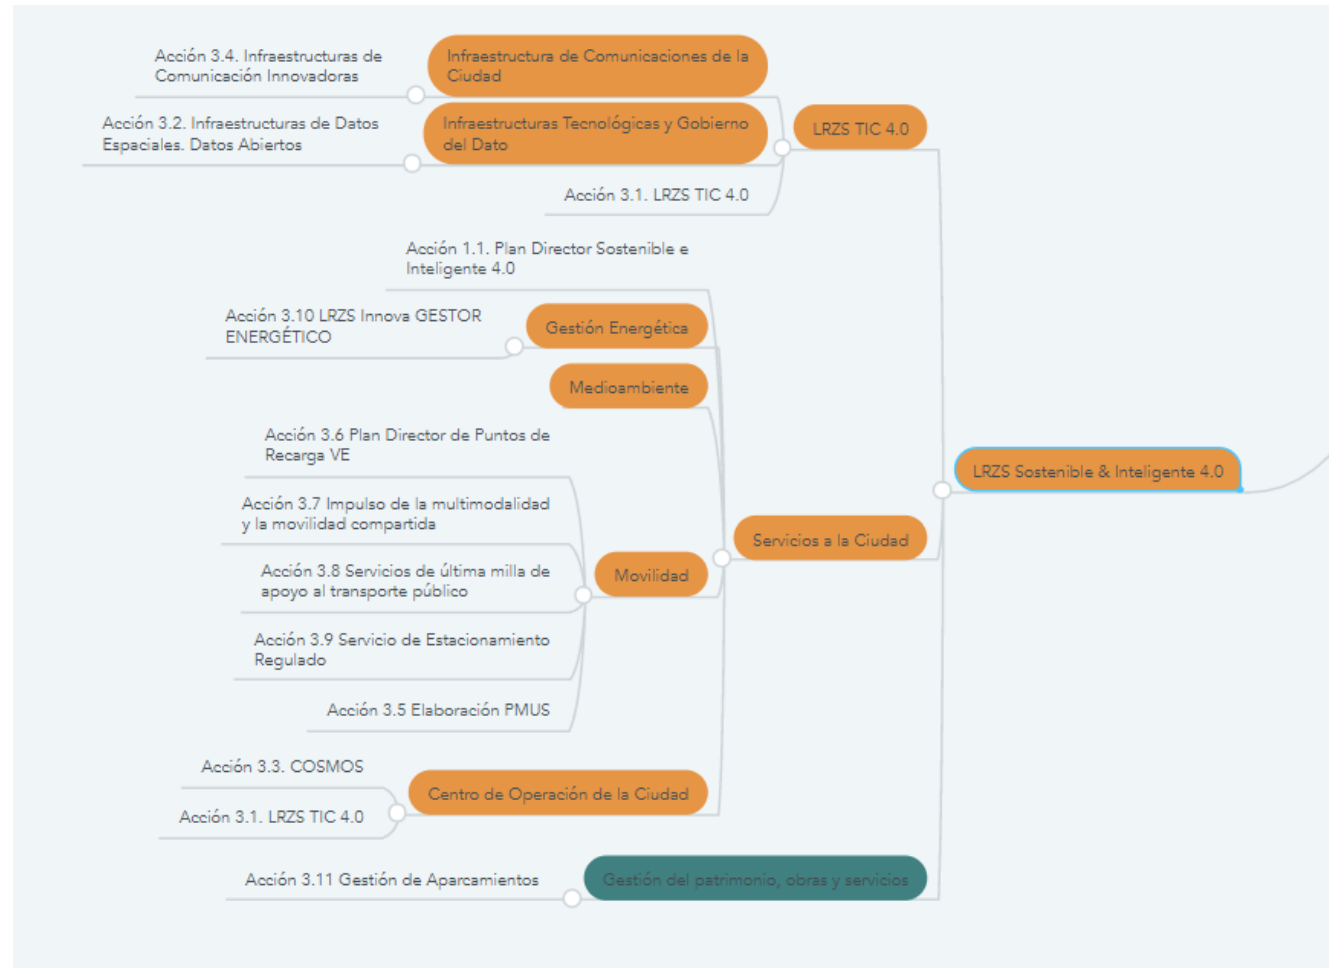 Acción 3.4. Infraestructuras de
Comunicación Innovadoras
Infraestructura de Comunicaciones de la
Ciudad
Acción 3.2. Infraestructuras de Datos
Espaciales. Datos Abiertos
Infraestructuras Tecnológicas y Gobierno
del Dato
LRZS TIC 4.0
Acción 3.1. LRZS TIC 4.0
Acción 1.1. Plan Director Sostenible e
Inteligente 4.0
Acción 3.10 LRZS Innova GESTOR
ENERGÉTICO
Gestión Energética
Medioambiente
Acción 3.6 Plan Director de Puntos de
Recarga VE
Acción 3.7 Impulso de la multimodalidad
y la movilidad compartida
Acción 3.8 Servicios de última milla de
apoyo al transporte público
Acción 3.9 Servicio de Estacionamiento
Regulado
Acción 3.5 Elaboración PMUS
Movilidad
Servicios a la Ciudad
LRZS Sostenible & Inteligente 4.0
Acción 3.3. COSMOS
Acción 3.1. LRZS TIC 4.0
Centro de Operación de la Ciudad
Acción 3.11 Gestión de Aparcamientos
Gestión del patrimonio, obras y servicios